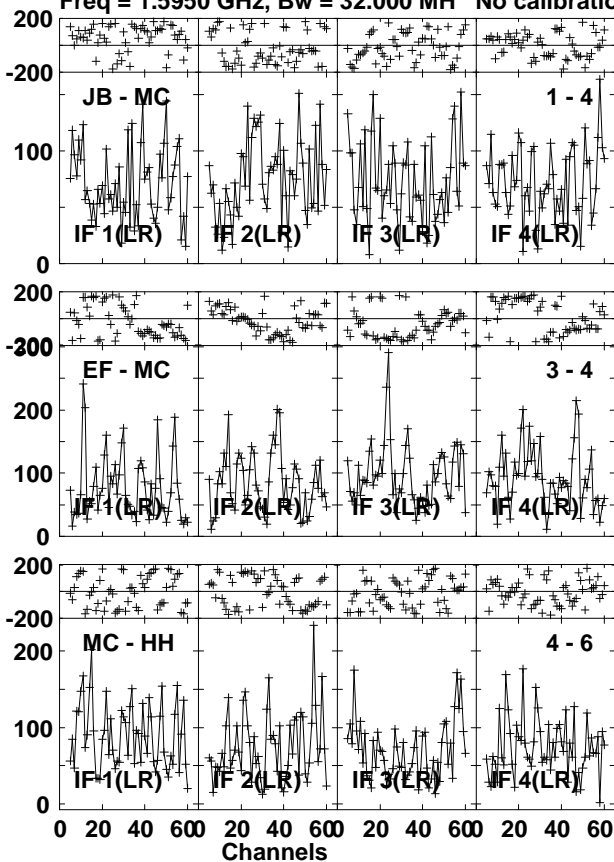 Freq = 1.5950 GHz, Bw = 32.000 MH No calibratio
200
-200
JB - MC 1 - 4
100
IF 1(LR) IF 2(LR) IF 3(LR) IF 4(LR)
0
200
-200
300
EF - MC 3 - 4
200
100
IF 1(LR) IF 2(LR) IF 3(LR) IF 4(LR)
0
200
-200
MC - HH 4 - 6
200
100
IF 1(LR) IF 2(LR) IF 3(LR) IF 4(LR)
0
0 20 40 60 0 20 40 60 0 20 40 60 0 20 40 60
Channels